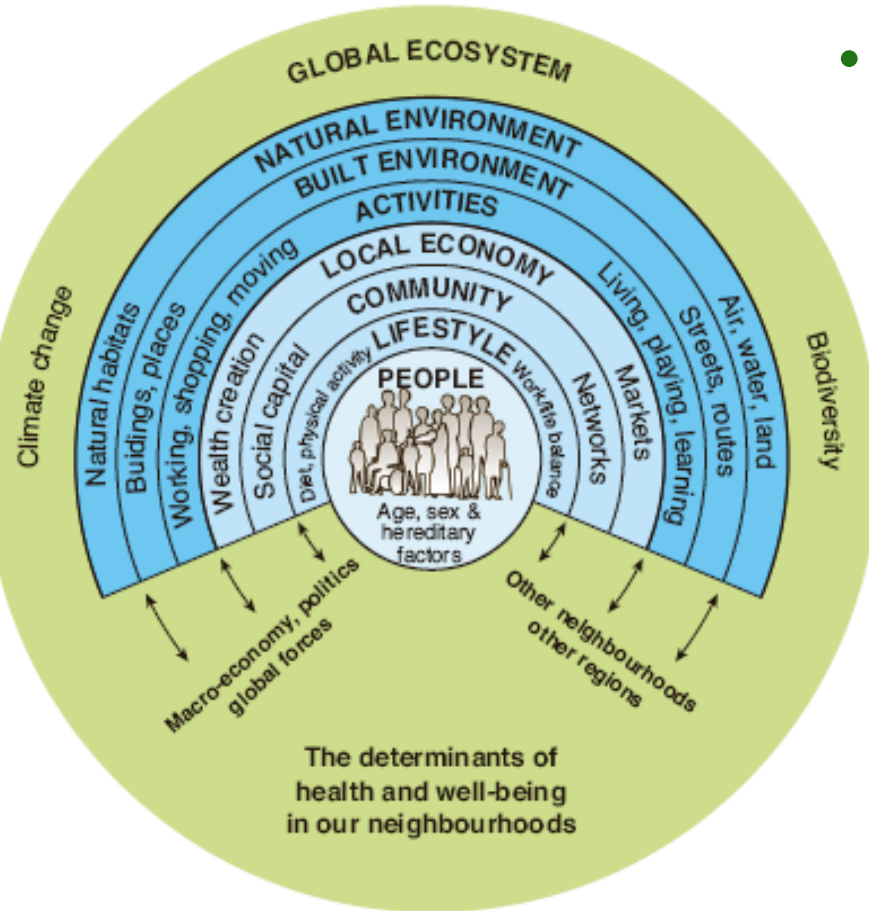 GLOBAL ECOSYSTEM
NATURAL ENVIRONMENT
BUILT ENVIRONMENT
ACTIVITIES
LOCAL ECONOMY
COMMUNITY
LIFESTYLE
PEOPLE
Age, sex &
hereditary
factors
Climate change
Natural habitats
Buidings, places
Working, shopping, moving
Wealth creation
Social capital
Diet, physical activity
Work/life balance
Networks
Markets
Living, playing, learning
Streets, routes
Air, water, land
Biodiversity
Macro-economy, politics
global forces
Other neighbourhoods
other regions
The determinants of
health and well-being
in our neighbourhoods